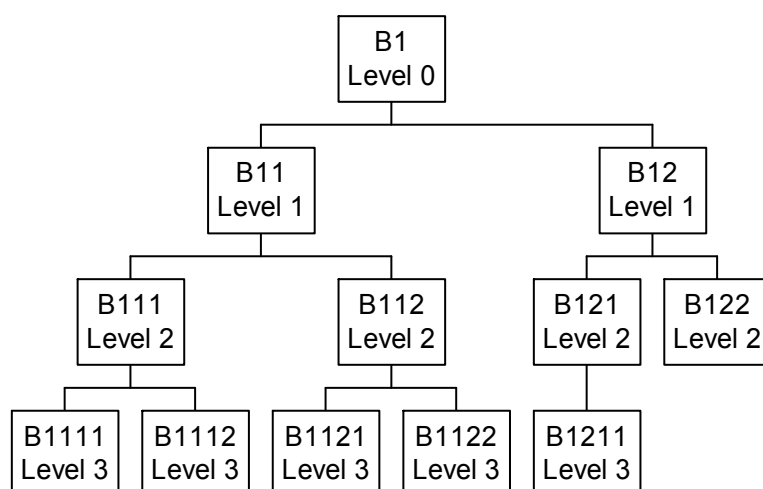 B1
Level 0
B11
Level 1
B12
Level 1
B111
Level 2
B112
Level 2
B121
Level 2
B122
Level 2
B1111
Level 3
B1112
Level 3
B1121
Level 3
B1122
Level 3
B1211
Level 3